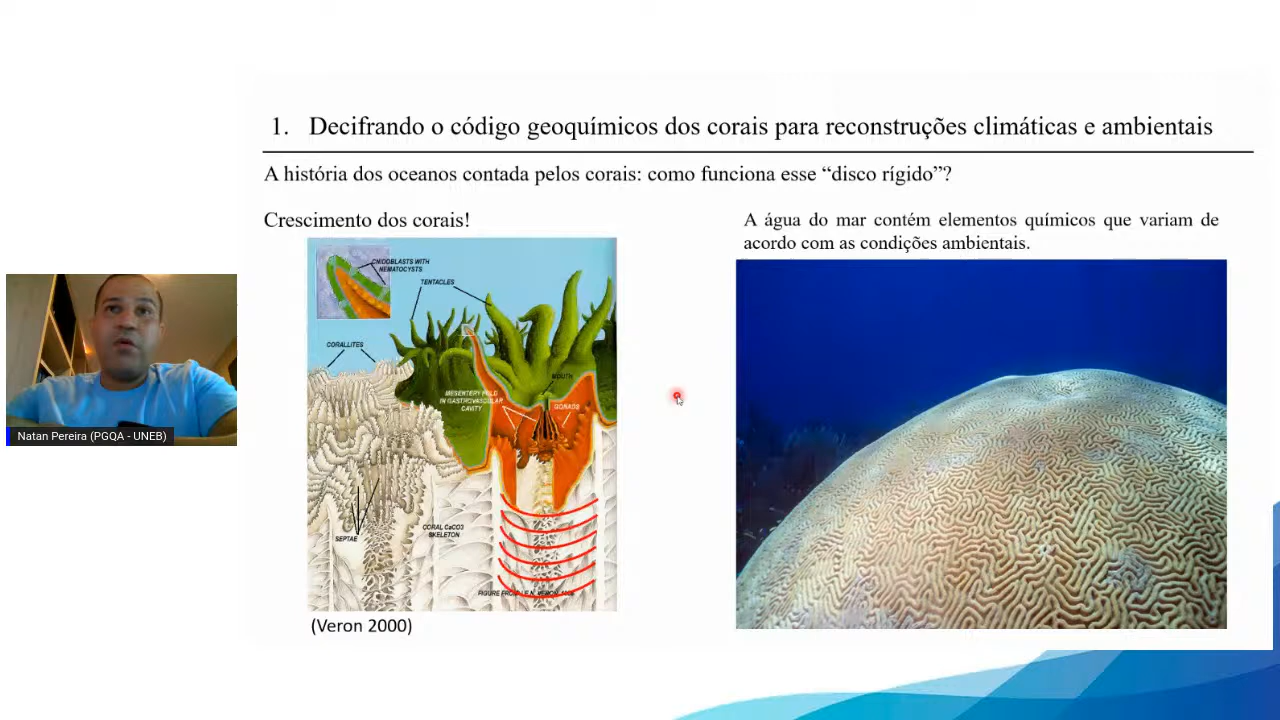 1. Decifrando o código geoquímicos dos corais para reconstruções climáticas e ambientais
A história dos oceanos contada pelos corais: como funciona esse “disco rígido”?
Crescimento dos corais!
A água do mar contém elementos químicos que variam de
acordo com as condições ambientais.
CNIDOBLASTS WITH
NEMATOCYSTS
TENTACLES
CORALLITES
MOUTH
MESENTERY FOLD
IN GASTROVASCULAR
CAVITY
GONADS
CORAL CaCO3
SKELETON
SEPTAE
FIGURE FROM J.E.N. VERON
(Veron 2000)
Natan Pereira (PGQA - UNEB)